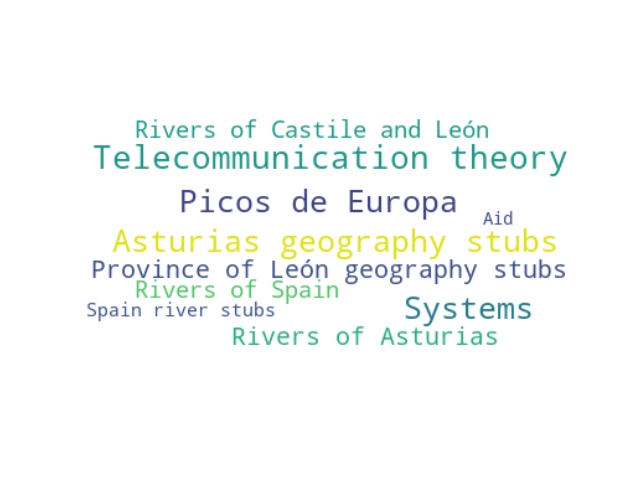 Rivers of Castile and León
Telecommunication theory
Picos de Europa
Aid
Asturias geography stubs
Province of León geography stubs
Rivers of Spain
Spain river stubs
Systems
Rivers of Asturias